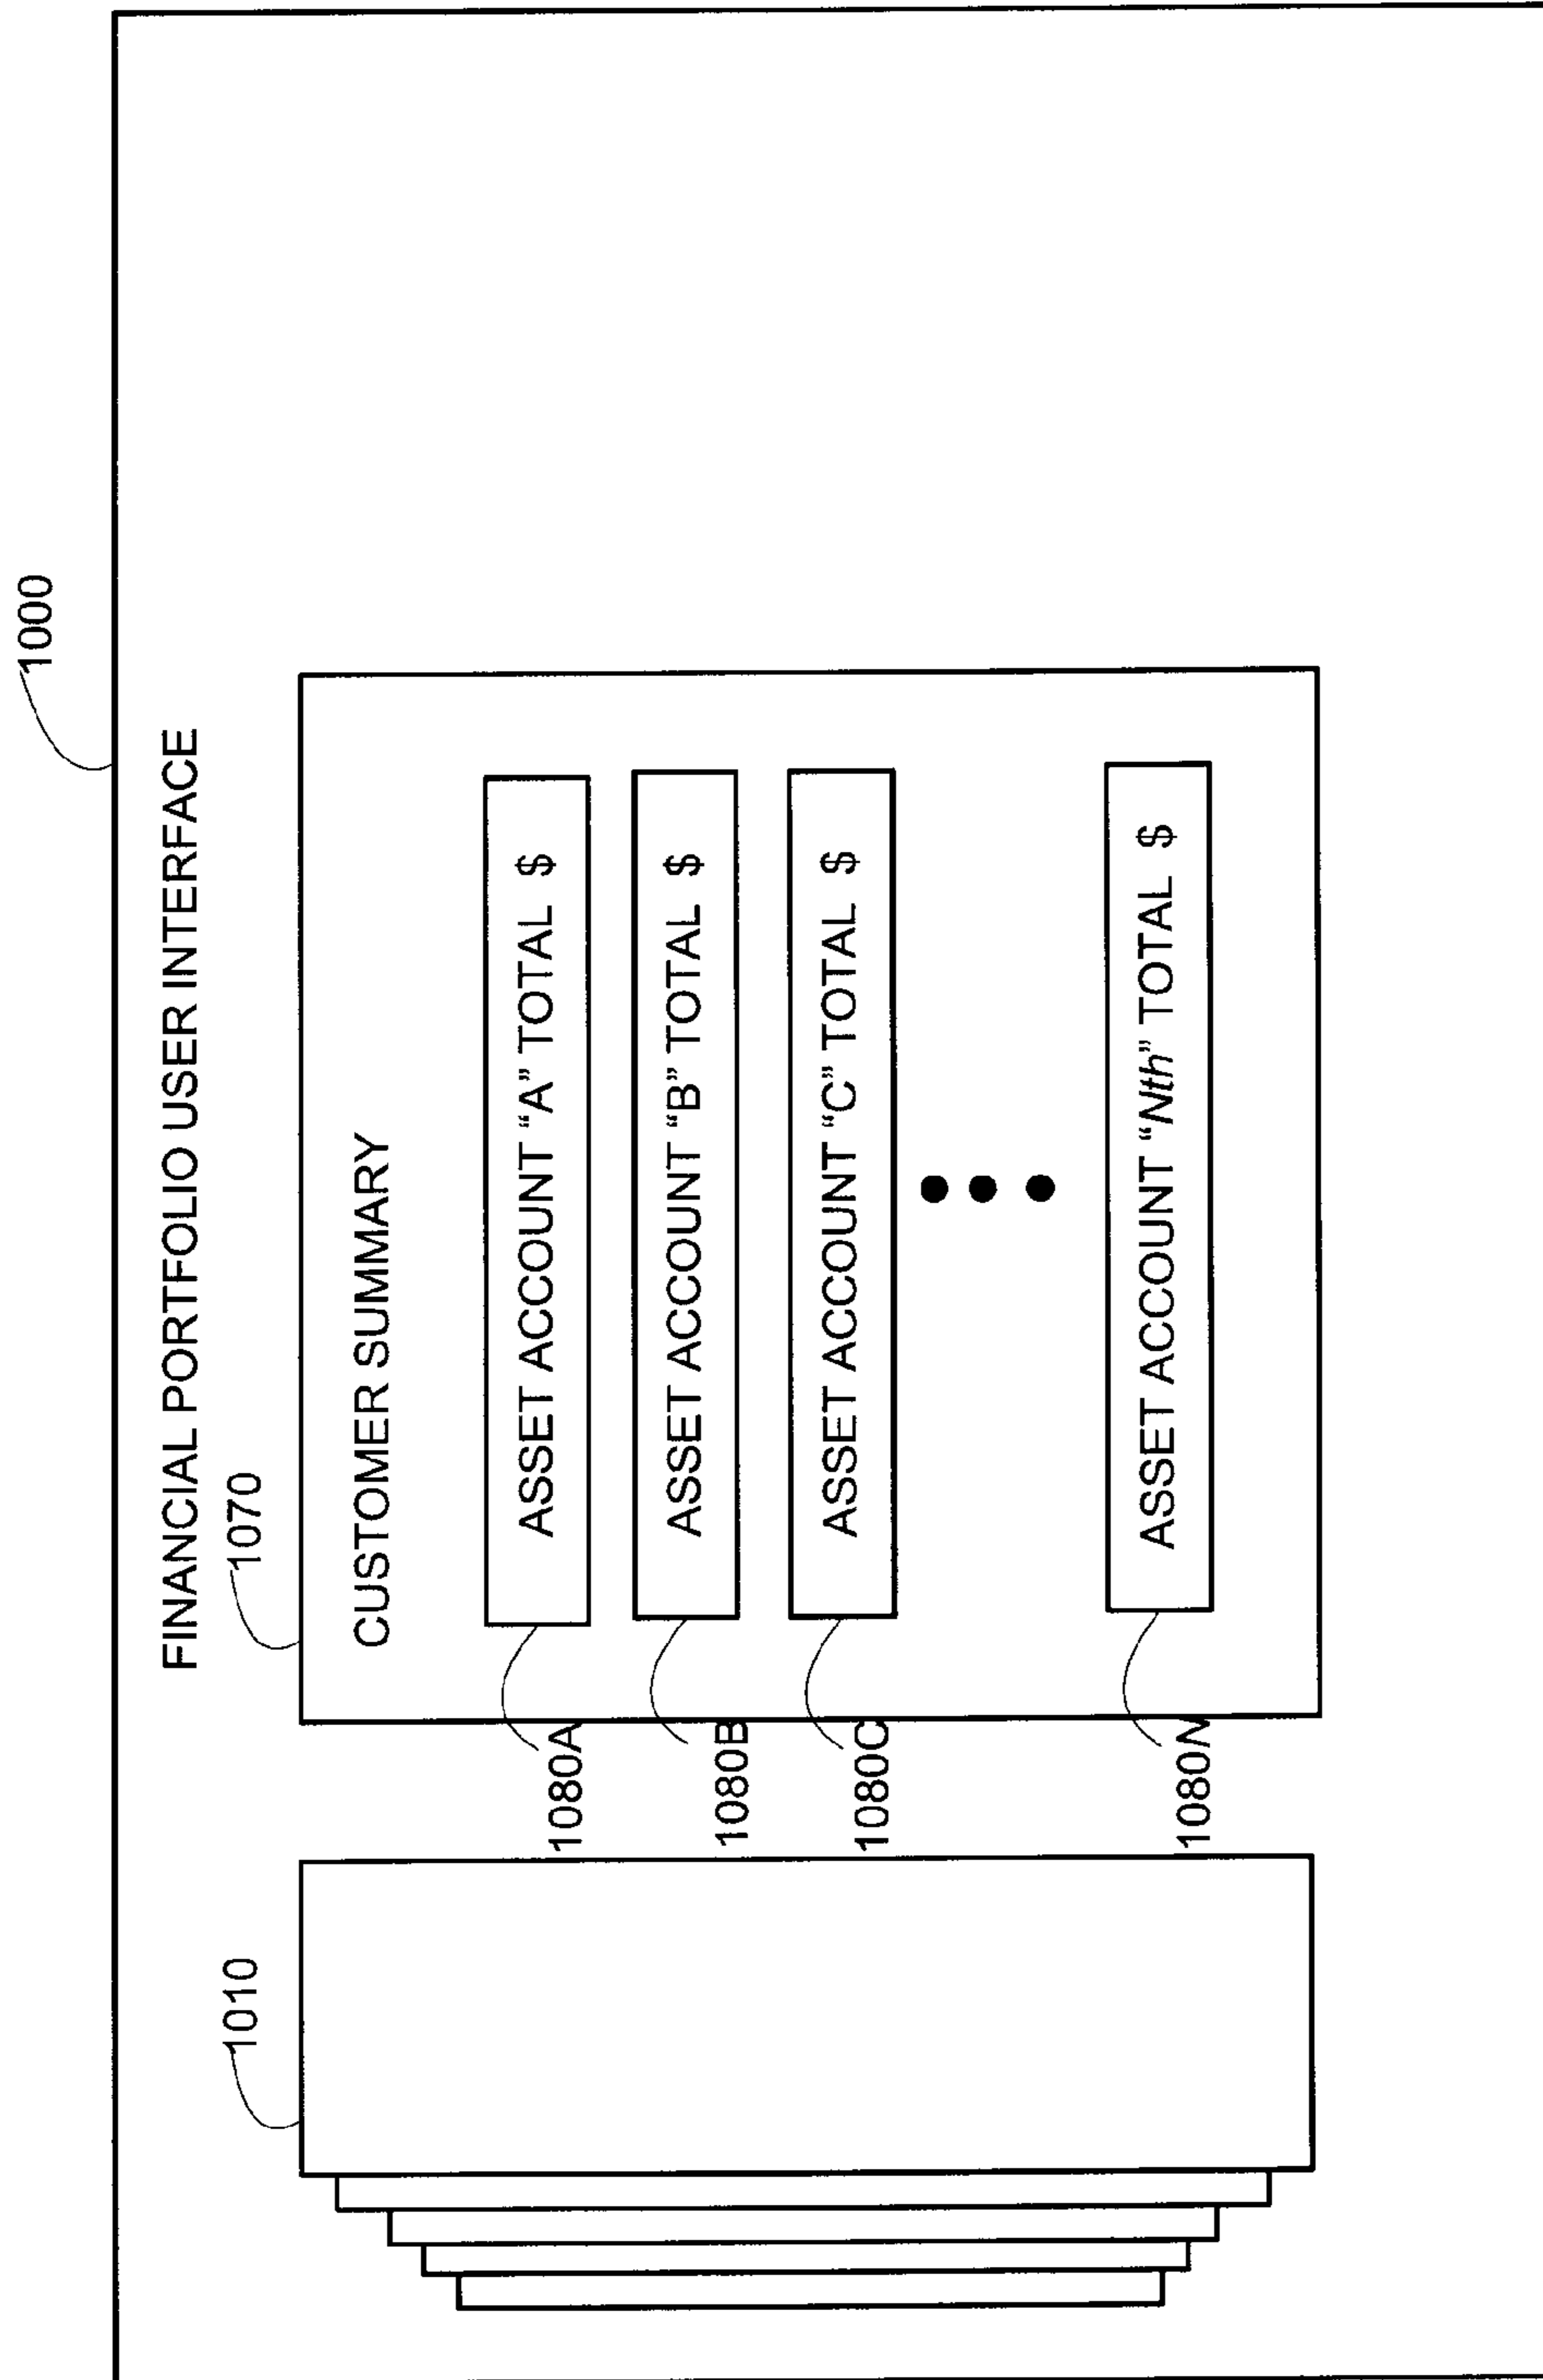 1000
FINANCIAL PORTFOLIO USER INTERFACE
1010
1070
CUSTOMER SUMMARY
1080A
ASSET ACCOUNT “A” TOTAL $
1080B
ASSET ACCOUNT “B” TOTAL $
1080C
ASSET ACCOUNT “C” TOTAL $
1080N
ASSET ACCOUNT “Nth” TOTAL $